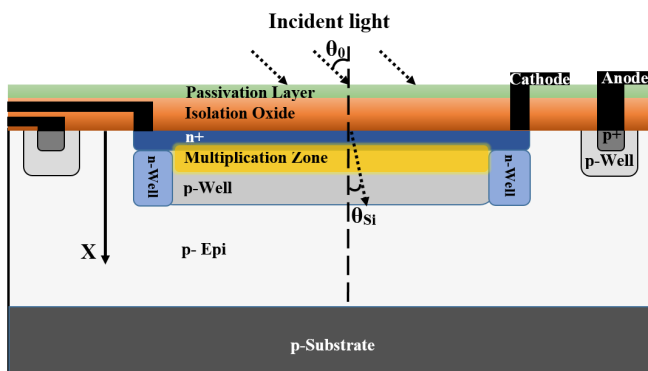 Incident light
θ0
Cathode
Anode
Passivation Layer
Isolation Oxide
n+
p+
Multiplication Zone
n-Well
n-Well
p-Well
p-Well
θSi
X
p- Epi
p-Substrate